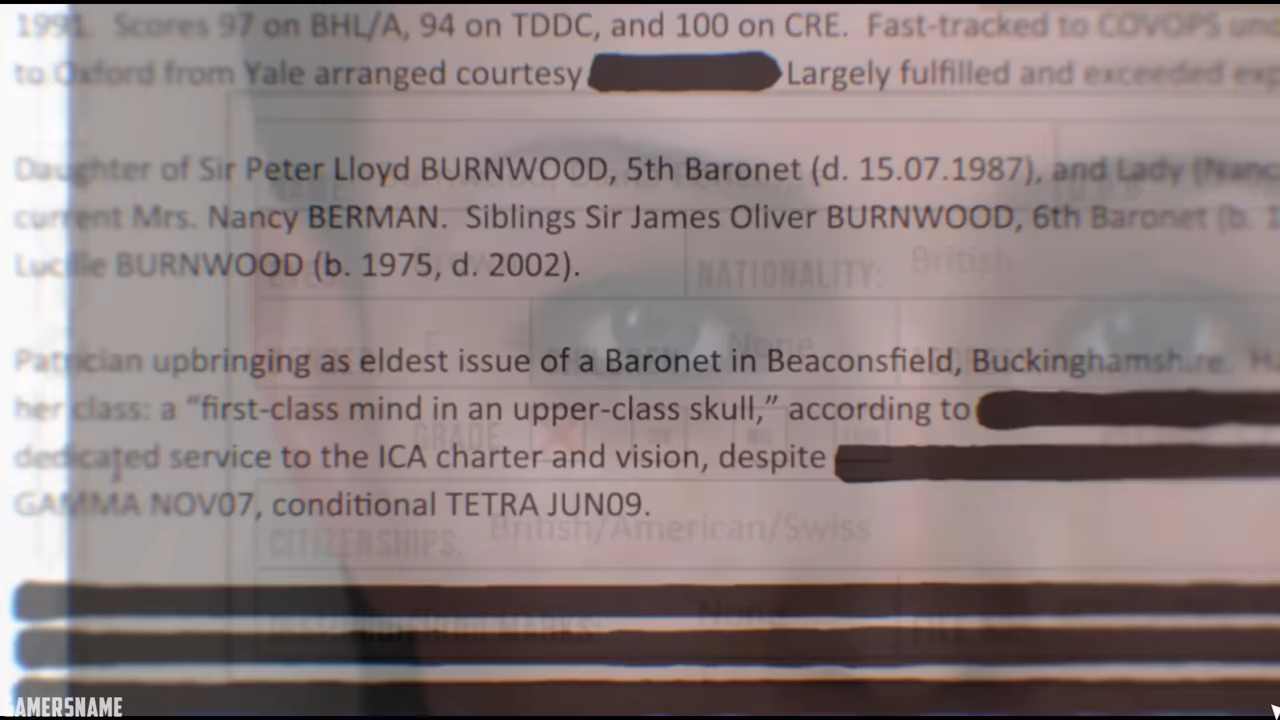 1991. Scores 97 on BHL/A, 94 on TDDC, and 100 on CRE. Fast-tracked to COVOPS
to Oxford from Yale arranged courtesy Largely fulfilled and exceeded
Daughter of Sir Peter Lloyd BURNWOOD, 5th Baronet (d. 15.07.1987), and Lady
current Mrs. Nancy BERMAN. Siblings Sir James Oliver BURNWOOD, 6th Baronet (b.
Lucille BURNWOOD (b. 1975, d. 2002).
NATIONALITY: British
Patrician upbringing as eldest issue of a Baronet in Beaconsfield, Buckinghamshire.
None
her class: a “first-class mind in an upper-class skull,” according to
GRADE:
dedicated service to the ICA charter and vision, despite
GAMMA NOV07, conditional TETRA JUN09.
CITIZENSHIPS: British/American/Swiss
None
GAMERSNAME